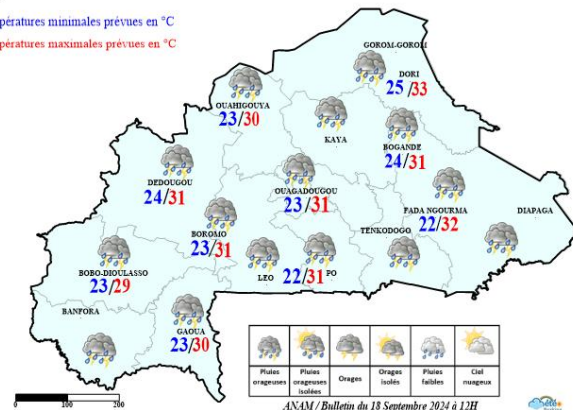 pératures minimales prévues en °C
pératures maximales prévues en °C
GOROM-GOROM
DORI
25 / 33
OUAHIGOUYA
23/30
KAYA
BOGANDE
24/31
DEDOUGOU
24/31
OUAGADOUGOU
23/31
FADA NGOURMA
22/32
DIAPAGA
BOROMO
23/31
TENKODOGO
BOBO-DIOULASSO
23/29
LEO
22/31
PO
BANFORA
GAOUA
23/30
Pluies orageuses
Pluies orageuses isolées
Orages
Orages isolés
Pluies faibles
Ciel nuageux
0 100 200
ANAM / Bulletin du 18 Septembre 2024 à 12H